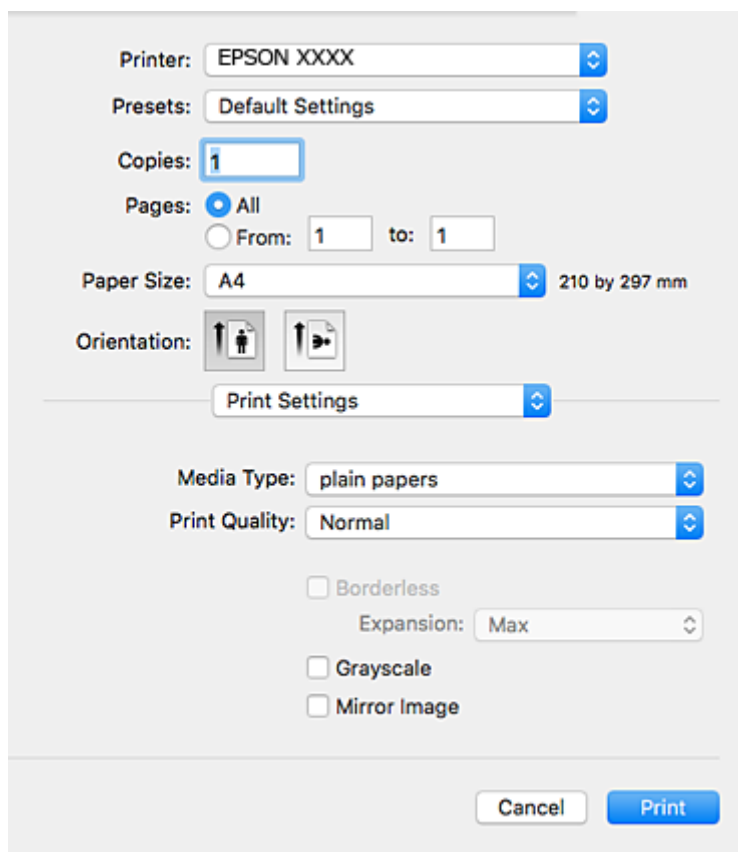 Printer: EPSON XXXX
Presets: Default Settings
Copies: 1
Pages: All
From: 1 to: 1
Paper Size: A4 210 by 297 mm
Orientation:
Print Settings
Media Type: plain papers
Print Quality: Normal
Borderless
Expansion: Max
Grayscale
Mirror Image
Cancel Print